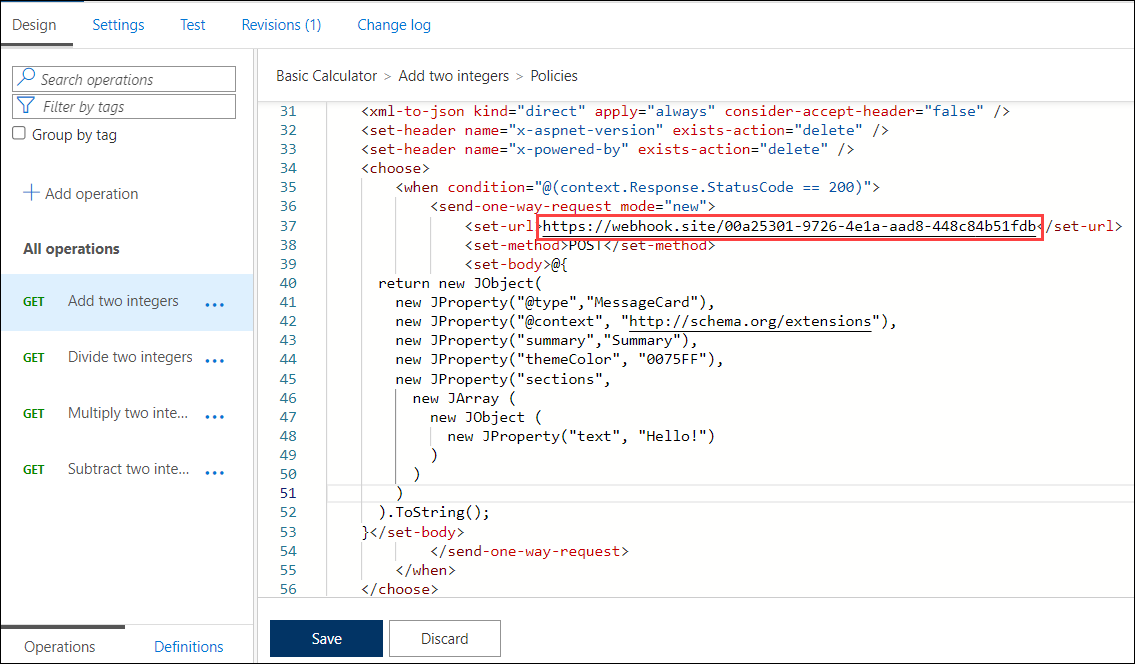 Design Settings Test Revisions (1) Change log
Search operations
Filter by tags
Group by tag
Add operation
All operations
GET Add two integers ...
GET Divide two integers ...
GET Multiply two inte... ...
GET Subtract two inte... ...
Operations Definitions
Basic Calculator > Add two integers > Policies
31 <xml-to-json kind="direct" apply="always" consider-accept-header="false" />
32 <set-header name="x-aspnet-version" exists-action="delete" />
33 <set-header name="x-powered-by" exists-action="delete" />
34 <choose>
35 <when condition="@(context.Response.StatusCode == 200)">
36 <send-one-way-request mode="new">
37 <set-url>https://webhook.site/00a25301-9726-4e1a-aad8-448c84b51fdb</set-url>
38 <set-method>POST</set-method>
39 <set-body>@{
40 return new JObject(
41 new JProperty("@type","MessageCard"),
42 new JProperty("@context", "http://schema.org/extensions"),
43 new JProperty("summary","Summary"),
44 new JProperty("themeColor", "0075FF"),
45 new JProperty("sections",
46 new JArray (
47 new JObject (
48 new JProperty("text", "Hello!")
49 )
50 )
51 )
52 ).ToString();
53 }</set-body>
54 </send-one-way-request>
55 </when>
56 </choose>
Save Discard